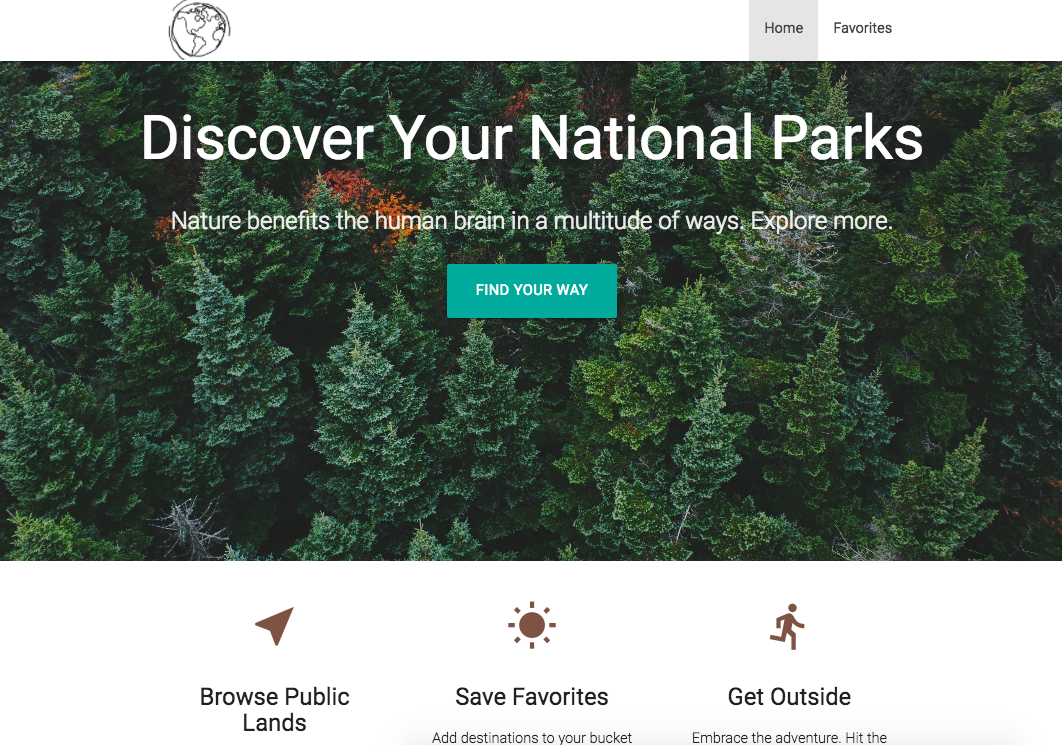 Home
Favorites
Discover Your National Parks
Nature benefits the human brain in a multitude of ways. Explore more.
FIND YOUR WAY
Browse Public
Lands
Save Favorites
Get Outside
Add destinations to your bucket
Embrace the adventure. Hit the